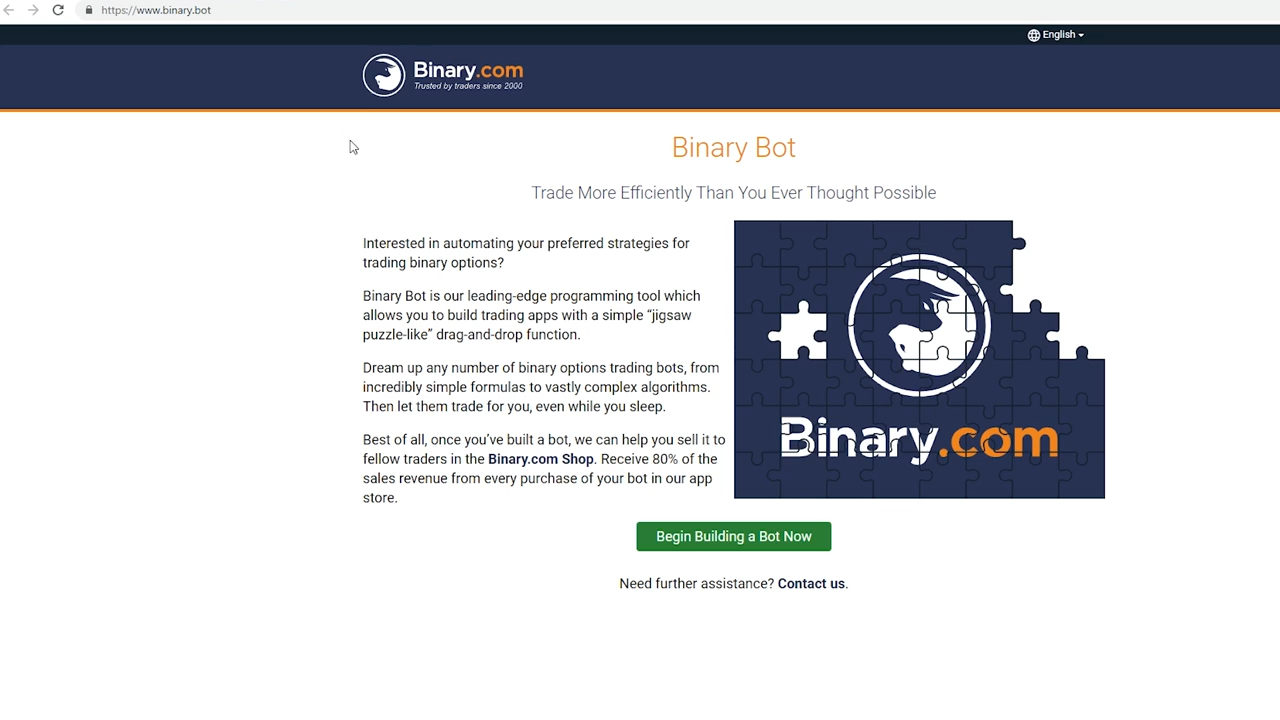 https://www.binary.bot
English
Binary.com
Trusted by traders since 2000
Binary Bot
Trade More Efficiently Than You Ever Thought Possible
Interested in automating your preferred strategies for
trading binary options?
Binary Bot is our leading-edge programming tool which
allows you to build trading apps with a simple “jigsaw
puzzle-like” drag-and-drop function.
Dream up any number of binary options trading bots, from
incredibly simple formulas to vastly complex algorithms.
Then let them trade for you, even while you sleep.
Best of all, once you’ve built a bot, we can help you sell it to
fellow traders in the Binary.com Shop. Receive 80% of the
sales revenue from every purchase of your bot in our app
store.
Binary.com
Begin Building a Bot Now
Need further assistance? Contact us.